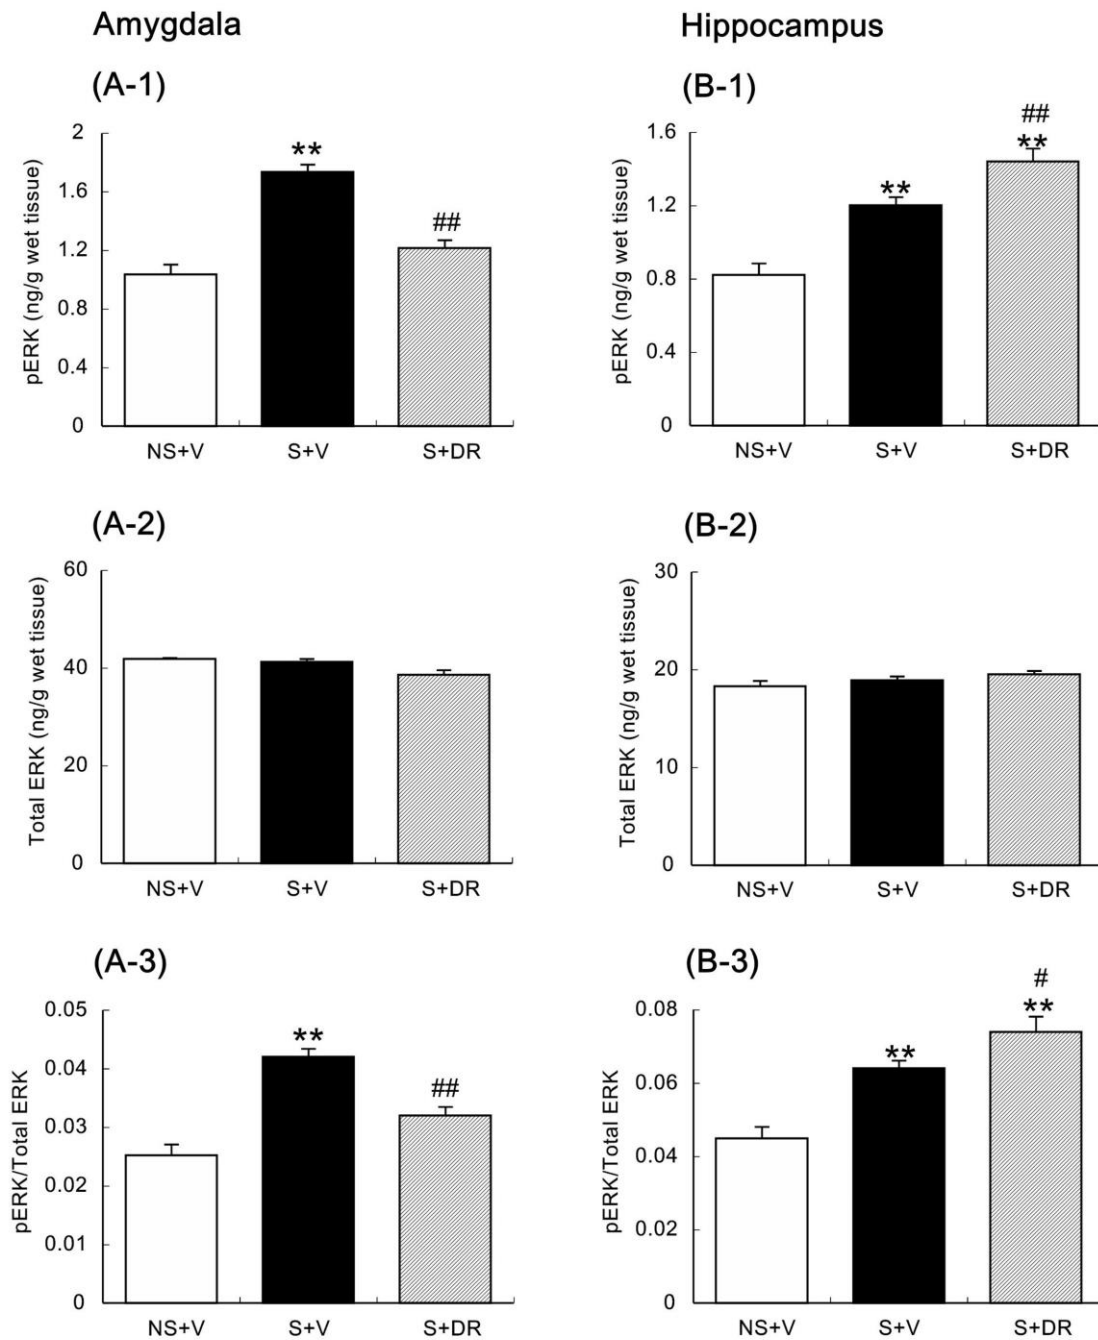 Amygdala
Hippocampus
(A-1)
pERK (ng/g wet tissue)
2
1.6
1.2
0.8
0.4
0
**
##
NS+V
S+V
S+DR
(B-1)
pERK (ng/g wet tissue)
1.6
1.2
0.8
0.4
0
**
##
**
NS+V
S+V
S+DR
(A-2)
Total ERK (ng/g wet tissue)
60
40
20
0
NS+V
S+V
S+DR
(B-2)
Total ERK (ng/g wet tissue)
30
20
10
0
NS+V
S+V
S+DR
(A-3)
pERK/Total ERK
0.05
0.04
0.03
0.02
0.01
0
**
##
NS+V
S+V
S+DR
(B-3)
pERK/Total ERK
0.08
0.06
0.04
0.02
0
**
#
**
NS+V
S+V
S+DR